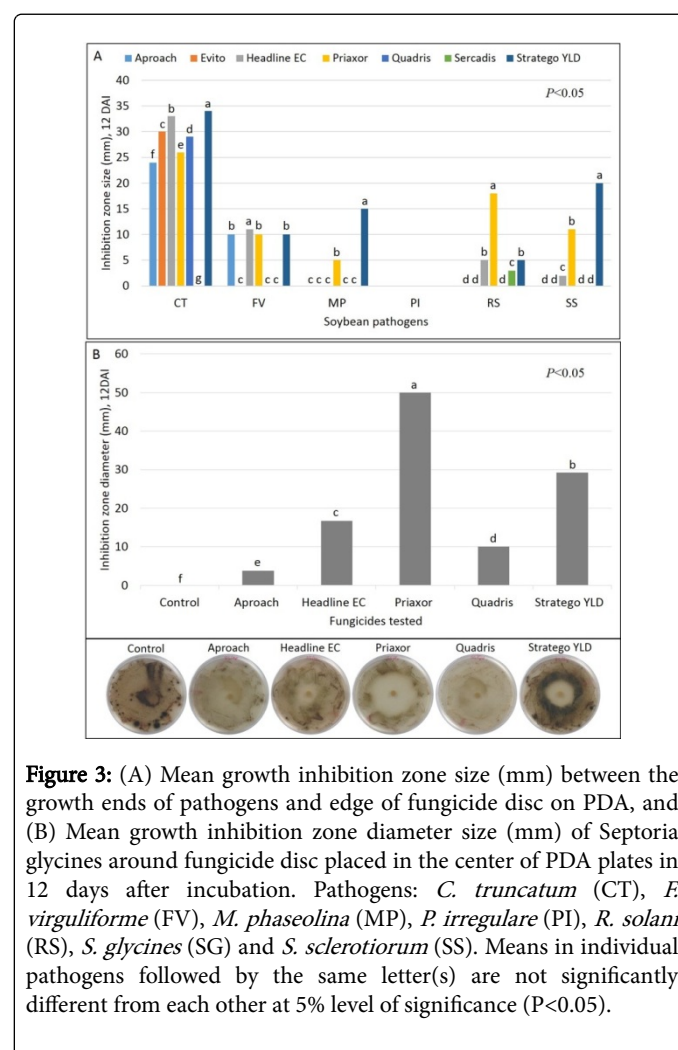 A
Aproach Evito Headline EC Priaxor Quadris Sercadis Stratego YLD
P<0.05
Inhibition zone size (mm), 12 DAI
40
35
30
25
20
15
10
5
0
f c b e d g a
b c a b c c b
c c c b c c a
d d b a d c b
d d c b d d a
CT FV MP PI RS SS
Soybean pathogens
B
P<0.05
Inhibition zone diameter (mm), 12DAI
60
50
40
30
20
10
0
f e c a d b
Control Aproach Headline EC Priaxor Quadris Stratego YLD
Fungicides tested
Control Aproach Headline EC Priaxor Quadris Stratego YLD
Figure 3: (A) Mean growth inhibition zone size (mm) between the
growth ends of pathogens and edge of fungicide disc on PDA, and
(B) Mean growth inhibition zone diameter size (mm) of Septoria
glycines around fungicide disc placed in the center of PDA plates in
12 days after incubation. Pathogens: C. truncatum (CT), F.
virguliforme (FV), M. phaseolina (MP), P. irregulare (PI), R. solani
(RS), S. glycines (SG) and S. sclerotiorum (SS). Means in individual
pathogens followed by the same letter(s) are not significantly
different from each other at 5% level of significance (P<0.05).